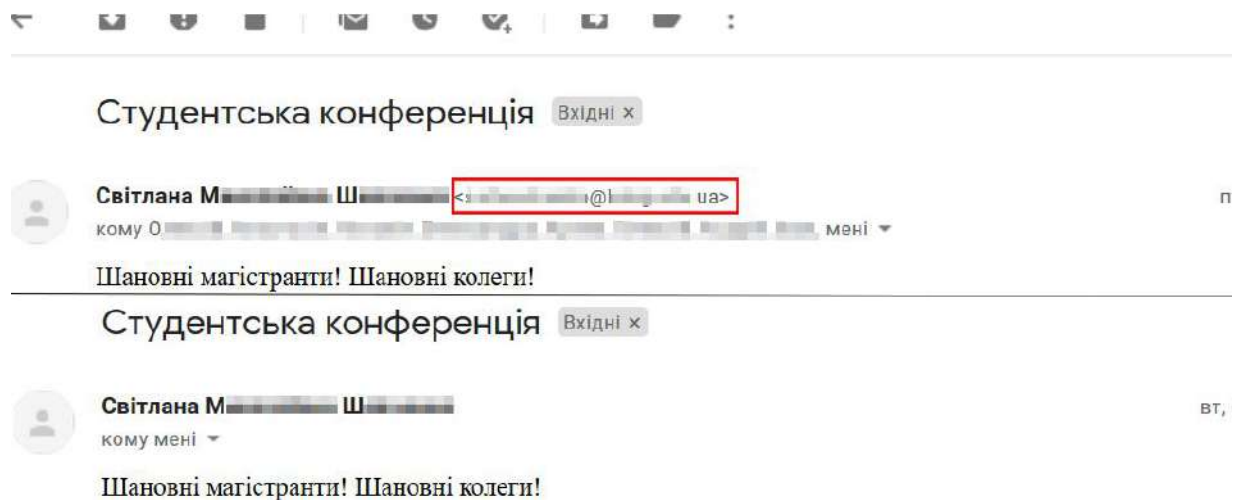 Студентська конференція Вхідні ×
Світлана М Ш <s @ ua>
п
кому О мені
Шановні магістранти! Шановні колеги!
Студентська конференція Вхідні ×
Світлана М Ш
вт,
кому мені
Шановні магістранти! Шановні колеги!